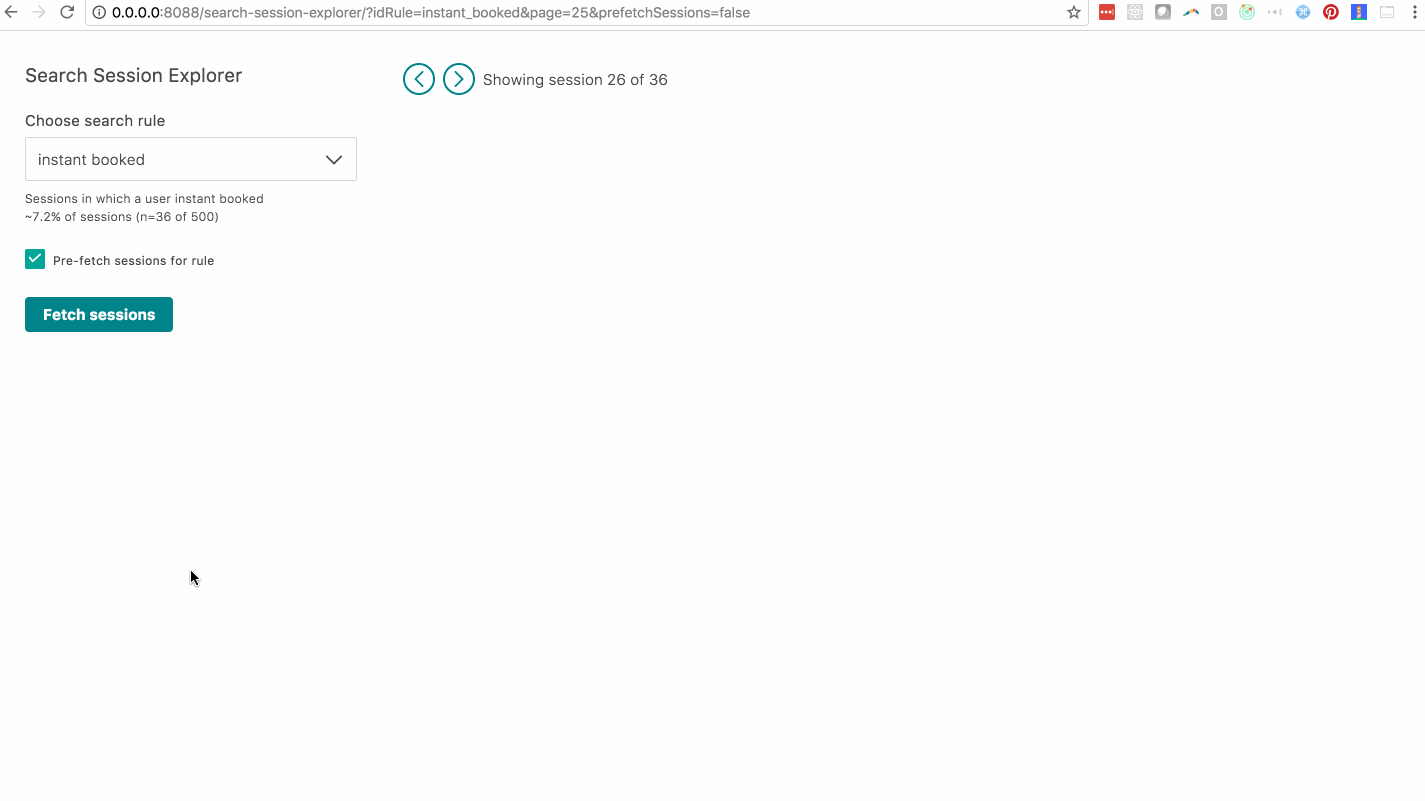 0.0.0.0:8088/search-session-explorer/?idRule=instant_booked&page=25&prefetchSessions=false
Search Session Explorer
Showing session 26 of 36
Choose search rule
instant booked
Sessions in which a user instant booked
~7.2% of sessions (n=36 of 500)
Pre-fetch sessions for rule
Fetch sessions